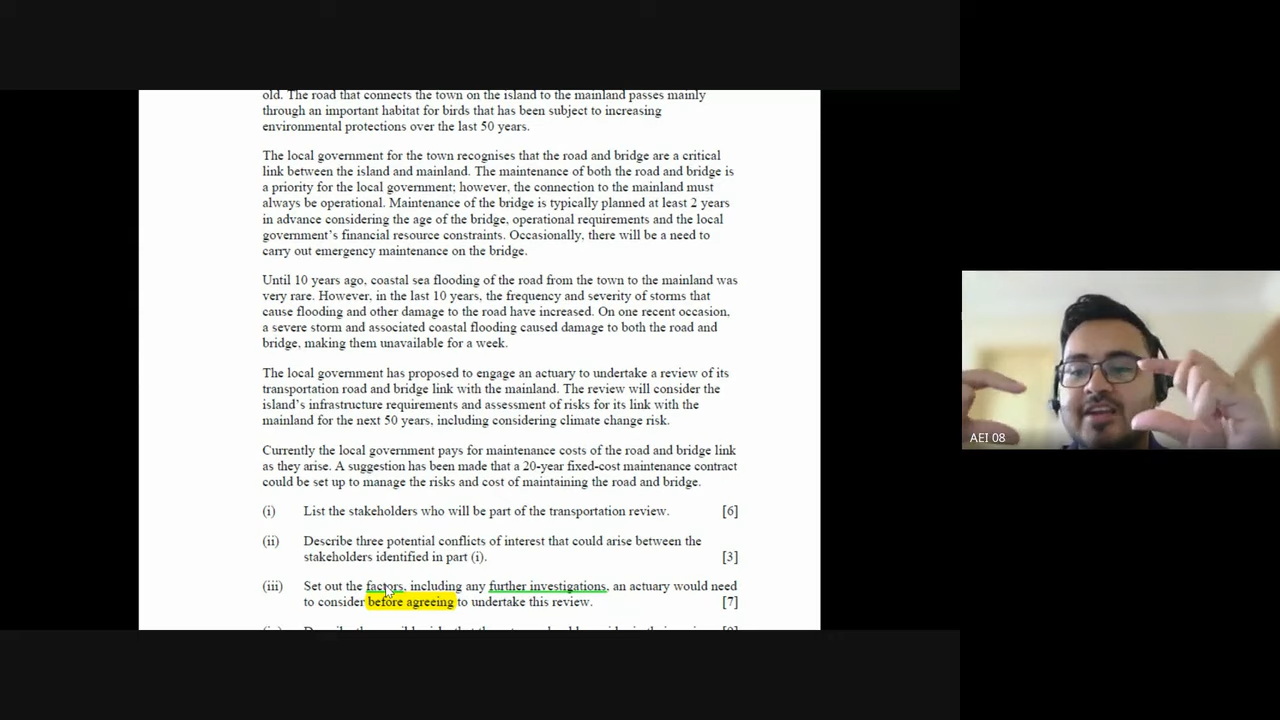 old. The road that connects the town on the island to the mainland passes mainly
through an important habitat for birds that has been subject to increasing
environmental protections over the last 50 years.
The local government for the town recognises that the road and bridge are a critical
link between the island and mainland. The maintenance of both the road and bridge is
a priority for the local government; however, the connection to the mainland must
always be operational. Maintenance of the bridge is typically planned at least 2 years
in advance considering the age of the bridge, operational requirements and the local
government's financial resource constraints. Occasionally, there will be a need to
carry out emergency maintenance on the bridge.
Until 10 years ago, coastal sea flooding of the road from the town to the mainland was
very rare. However, in the last 10 years, the frequency and severity of storms that
cause flooding and other damage to the road have increased. On one recent occasion,
a severe storm and associated coastal flooding caused damage to both the road and
bridge, making them unavailable for a week.
The local government has proposed to engage an actuary to undertake a review of its
transportation road and bridge link with the mainland. The review will consider the
island's infrastructure requirements and assessment of risks for its link with the
mainland for the next 50 years, including considering climate change risk.
Currently the local government pays for maintenance costs of the road and bridge link
as they arise. A suggestion has been made that a 20-year fixed-cost maintenance contract
could be set up to manage the risks and cost of maintaining the road and bridge.
(i) List the stakeholders who will be part of the transportation review. [6]
(ii) Describe three potential conflicts of interest that could arise between the
stakeholders identified in part (i). [3]
(iii) Set out the factors, including any further investigations, an actuary would need
to consider before agreeing to undertake this review. [7]
AEI 08